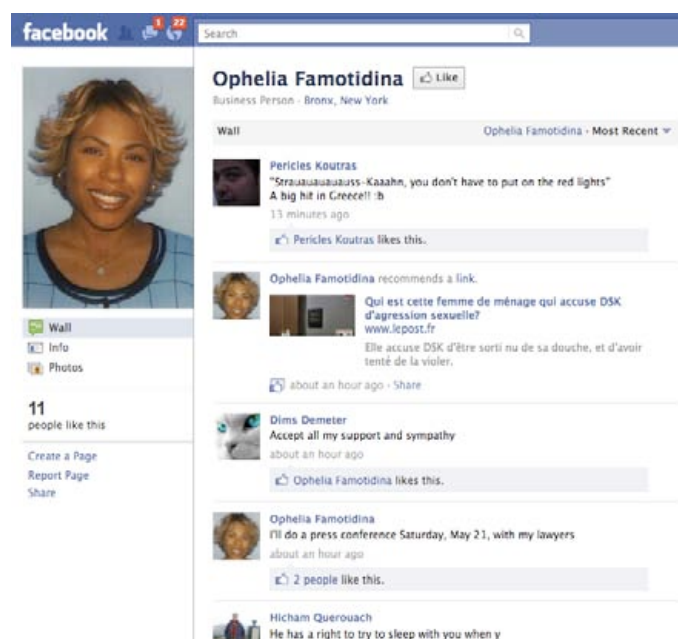 facebook
1
22
Search
Ophelia Famotidina
Like
Business Person · Bronx, New York
Wall
Ophelia Famotidina · Most Recent
Pericles Koutras
"Strauauauauauss-Kaaahn, you don't have to put on the red lights"
A big hit in Greece!! :b
13 minutes ago
Pericles Koutras likes this.
Ophelia Famotidina recommends a link.
Qui est cette femme de ménage qui accuse DSK
d'agression sexuelle?
www.lepost.fr
Elle accuse DSK d'être sorti nu de sa douche, et d'avoir
tenté de la violer.
about an hour ago · Share
Wall
Info
Photos
11
people like this
Create a Page
Report Page
Share
Dims Demeter
Accept all my support and sympathy
about an hour ago
Ophelia Famotidina likes this.
Ophelia Famotidina
I'll do a press conference Saturday, May 21, with my lawyers
about an hour ago
2 people like this.
Hicham Querouach
He has a right to try to sleep with you when y